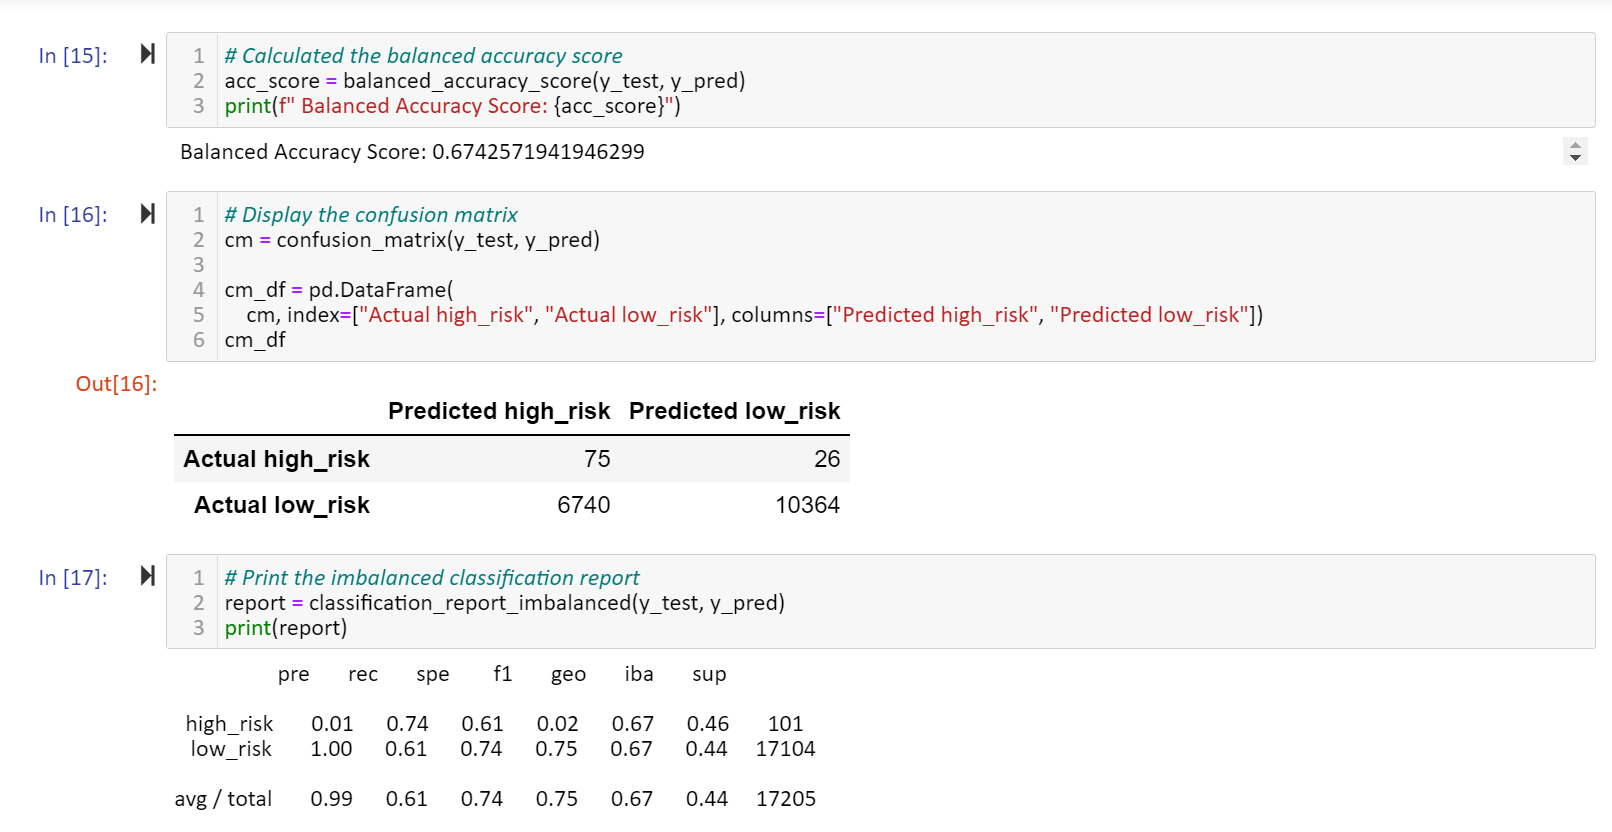 In [15]:
1 # Calculated the balanced accuracy score
2 acc_score = balanced_accuracy_score(y_test, y_pred)
3 print(f" Balanced Accuracy Score: {acc_score}")
Balanced Accuracy Score: 0.6742571941946299
In [16]:
1 # Display the confusion matrix
2 cm = confusion_matrix(y_test, y_pred)
3
4 cm_df = pd.DataFrame(
5 cm, index=["Actual high_risk", "Actual low_risk"], columns=["Predicted high_risk", "Predicted low_risk"])
6 cm_df
Out[16]:
Predicted high_risk Predicted low_risk
Actual high_risk 75 26
Actual low_risk 6740 10364
In [17]:
1 # Print the imbalanced classification report
2 report = classification_report_imbalanced(y_test, y_pred)
3 print(report)
pre rec spe f1 geo iba sup
high_risk 0.01 0.74 0.61 0.02 0.67 0.46 101
low_risk 1.00 0.61 0.74 0.75 0.67 0.44 17104
avg / total 0.99 0.61 0.74 0.75 0.67 0.44 17205